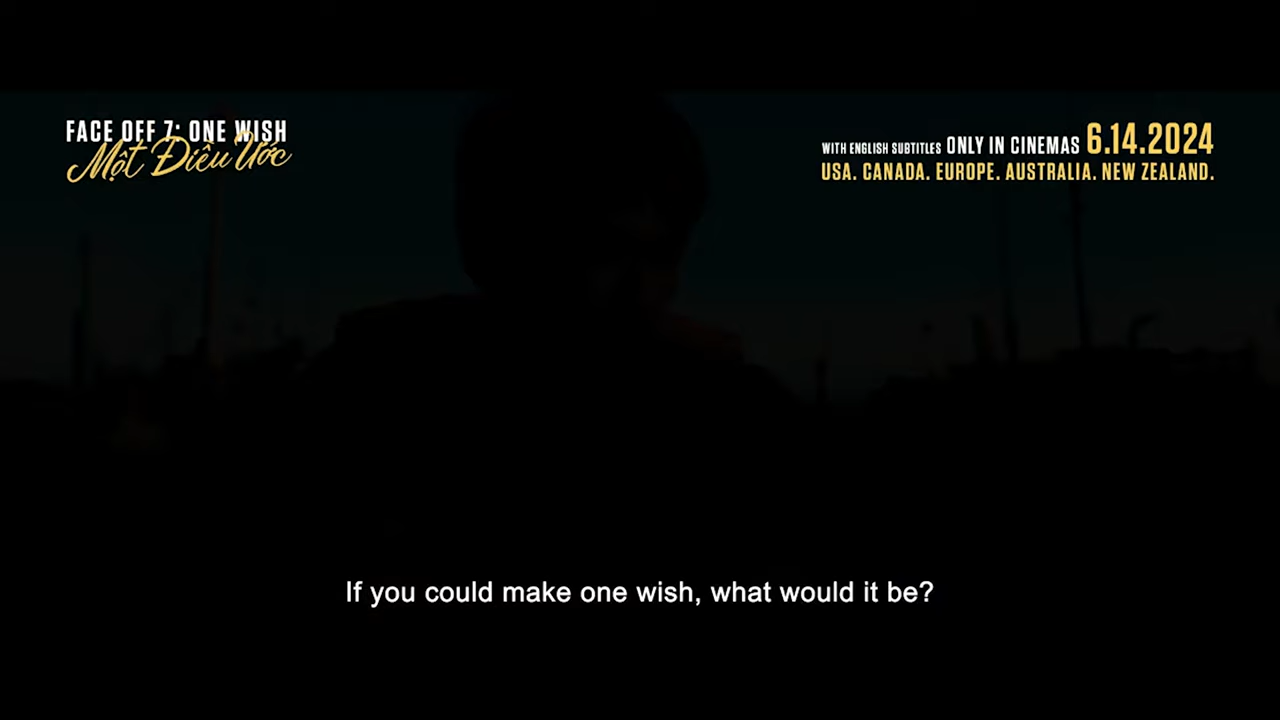 FACE OFF 7: ONE WISH
Một Điều Ước
WITH ENGLISH SUBTITLES ONLY IN CINEMAS 6.14.2024
USA. CANADA. EUROPE. AUSTRALIA. NEW ZEALAND.
If you could make one wish, what would it be?